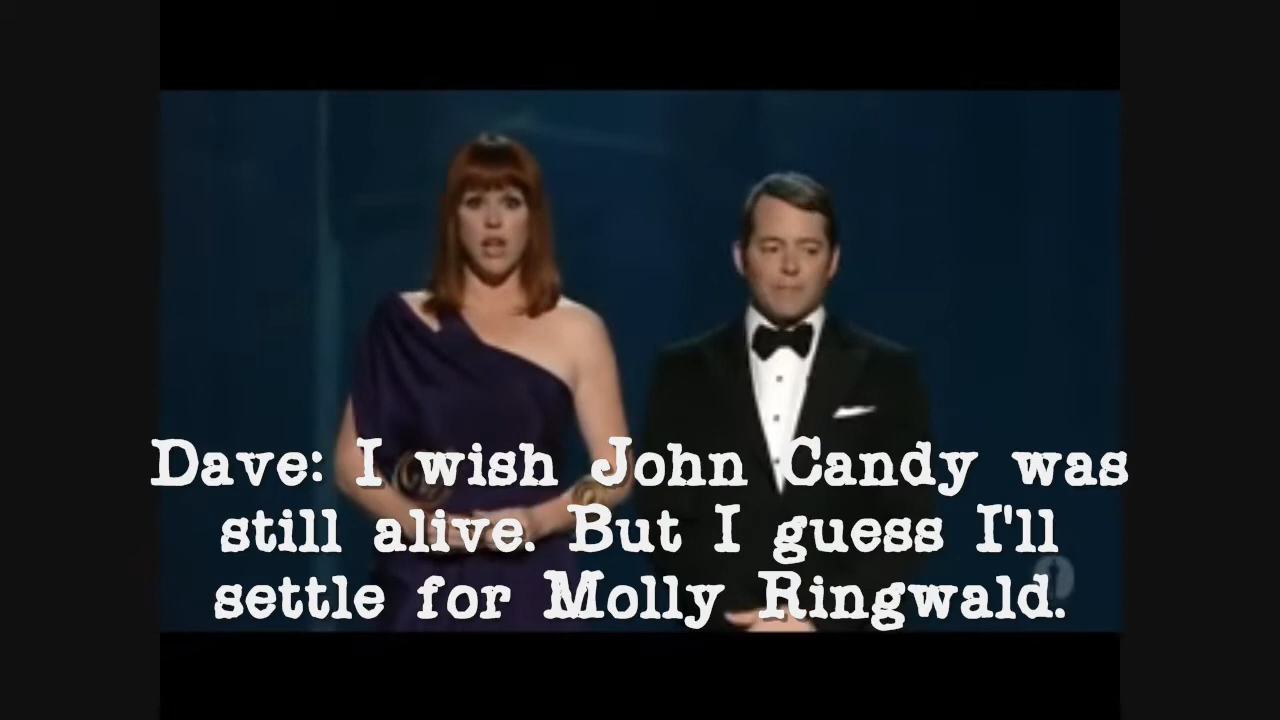 Dave: I wish John Candy was
still alive. But I guess I'll
settle for Molly Ringwald.